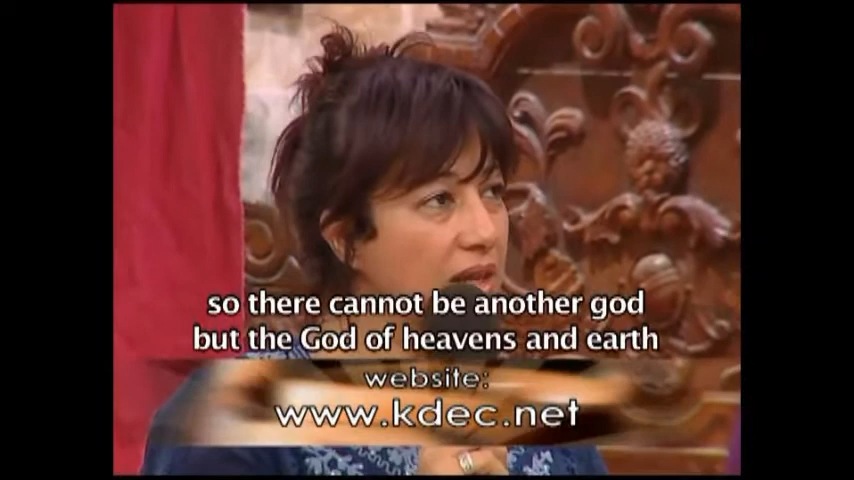 so there cannot be another god
but the God of heavens and earth
website:
www.kdec.net